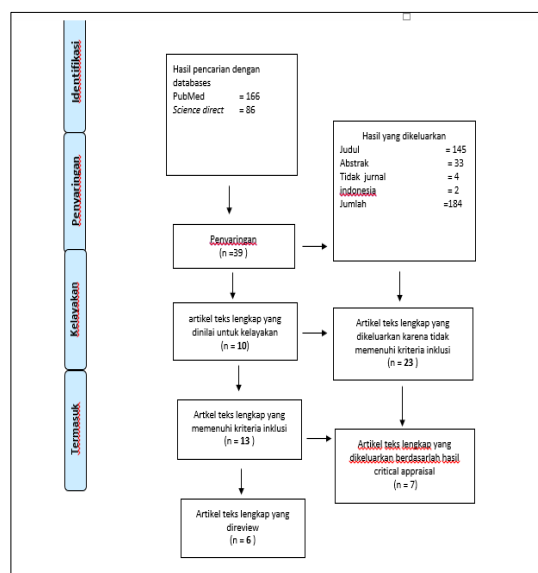 Identifikasi
Hasil pencarian dengan
databases
PubMed = 166
Science direct = 86
Hasil yang dikeluarkan
Judul = 145
Abstrak = 33
Tidak jurnal = 4
indonesia = 2
Jumlah =184
Penyaringan
Penyaringan
(n =39 )
Kelayakan
artikel teks lengkap yang
dinilai untuk kelayakan
(n = 10)
Artikel teks lengkap yang
dikeluarkan karena tidak
memenuhi kriteria inklusi
(n = 23 )
Termasuk
Artkel teks lengkap yang
memenuhi kriteria inklusi
(n = 13 )
Artikel teks lengkap yang
dikeluarkan berdasarlah hasil
critical appraisal
(n = 7)
Artikel teks lengkap yang
direview
(n = 6 )